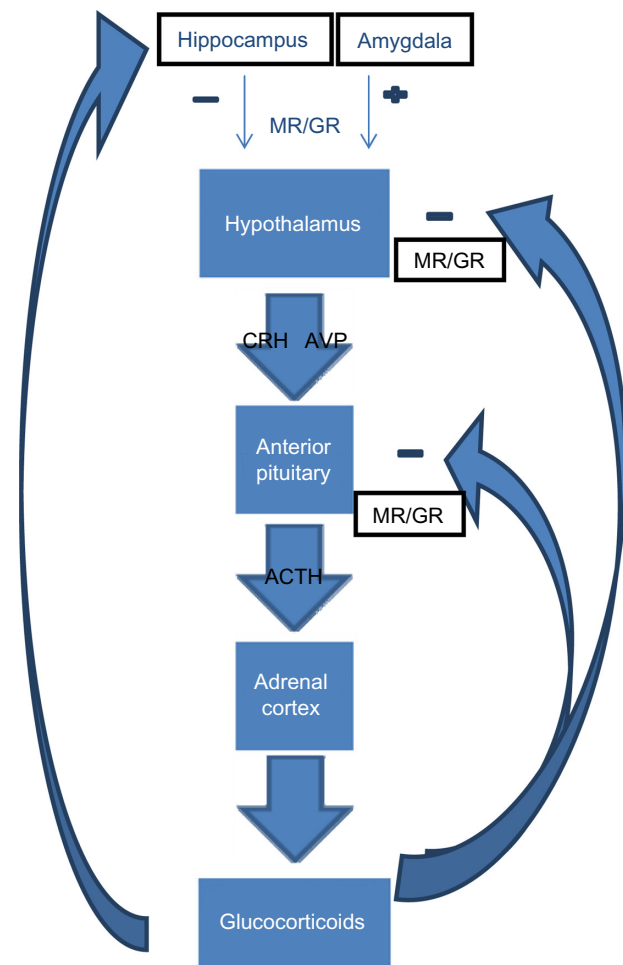 Hippocampus Amygdala
MR/GR
Hypothalamus
MR/GR
CRH AVP
Anterior
pituitary
MR/GR
ACTH
Adrenal
cortex
Glucocorticoids